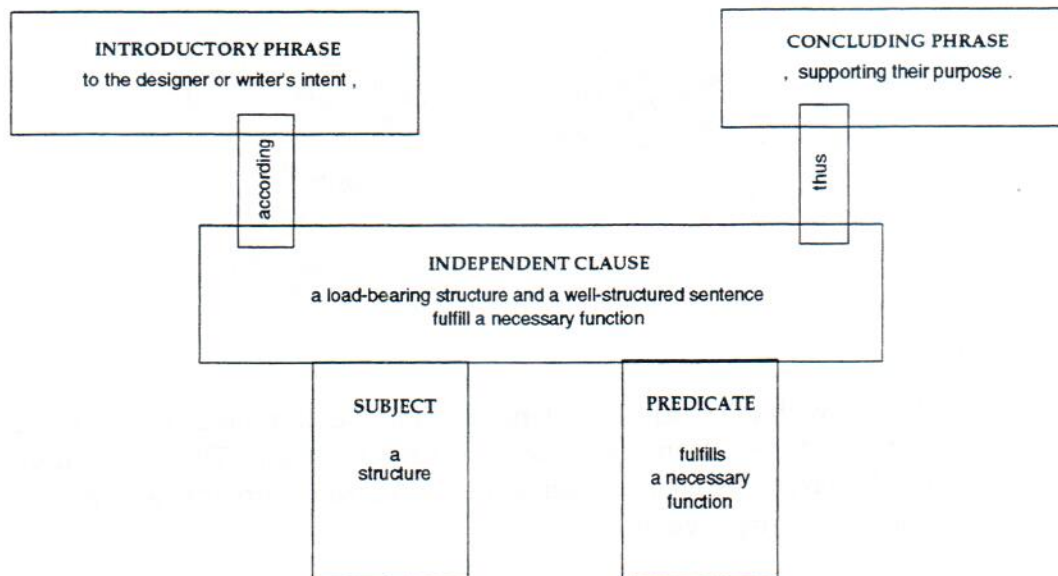 INTRODUCTORY PHRASE
to the designer or writer's intent ,
CONCLUDING PHRASE
, supporting their purpose .
according
thus
INDEPENDENT CLAUSE
a load-bearing structure and a well-structured sentence
fulfill a necessary function
SUBJECT
a
structure
PREDICATE
fulfills
a necessary
function